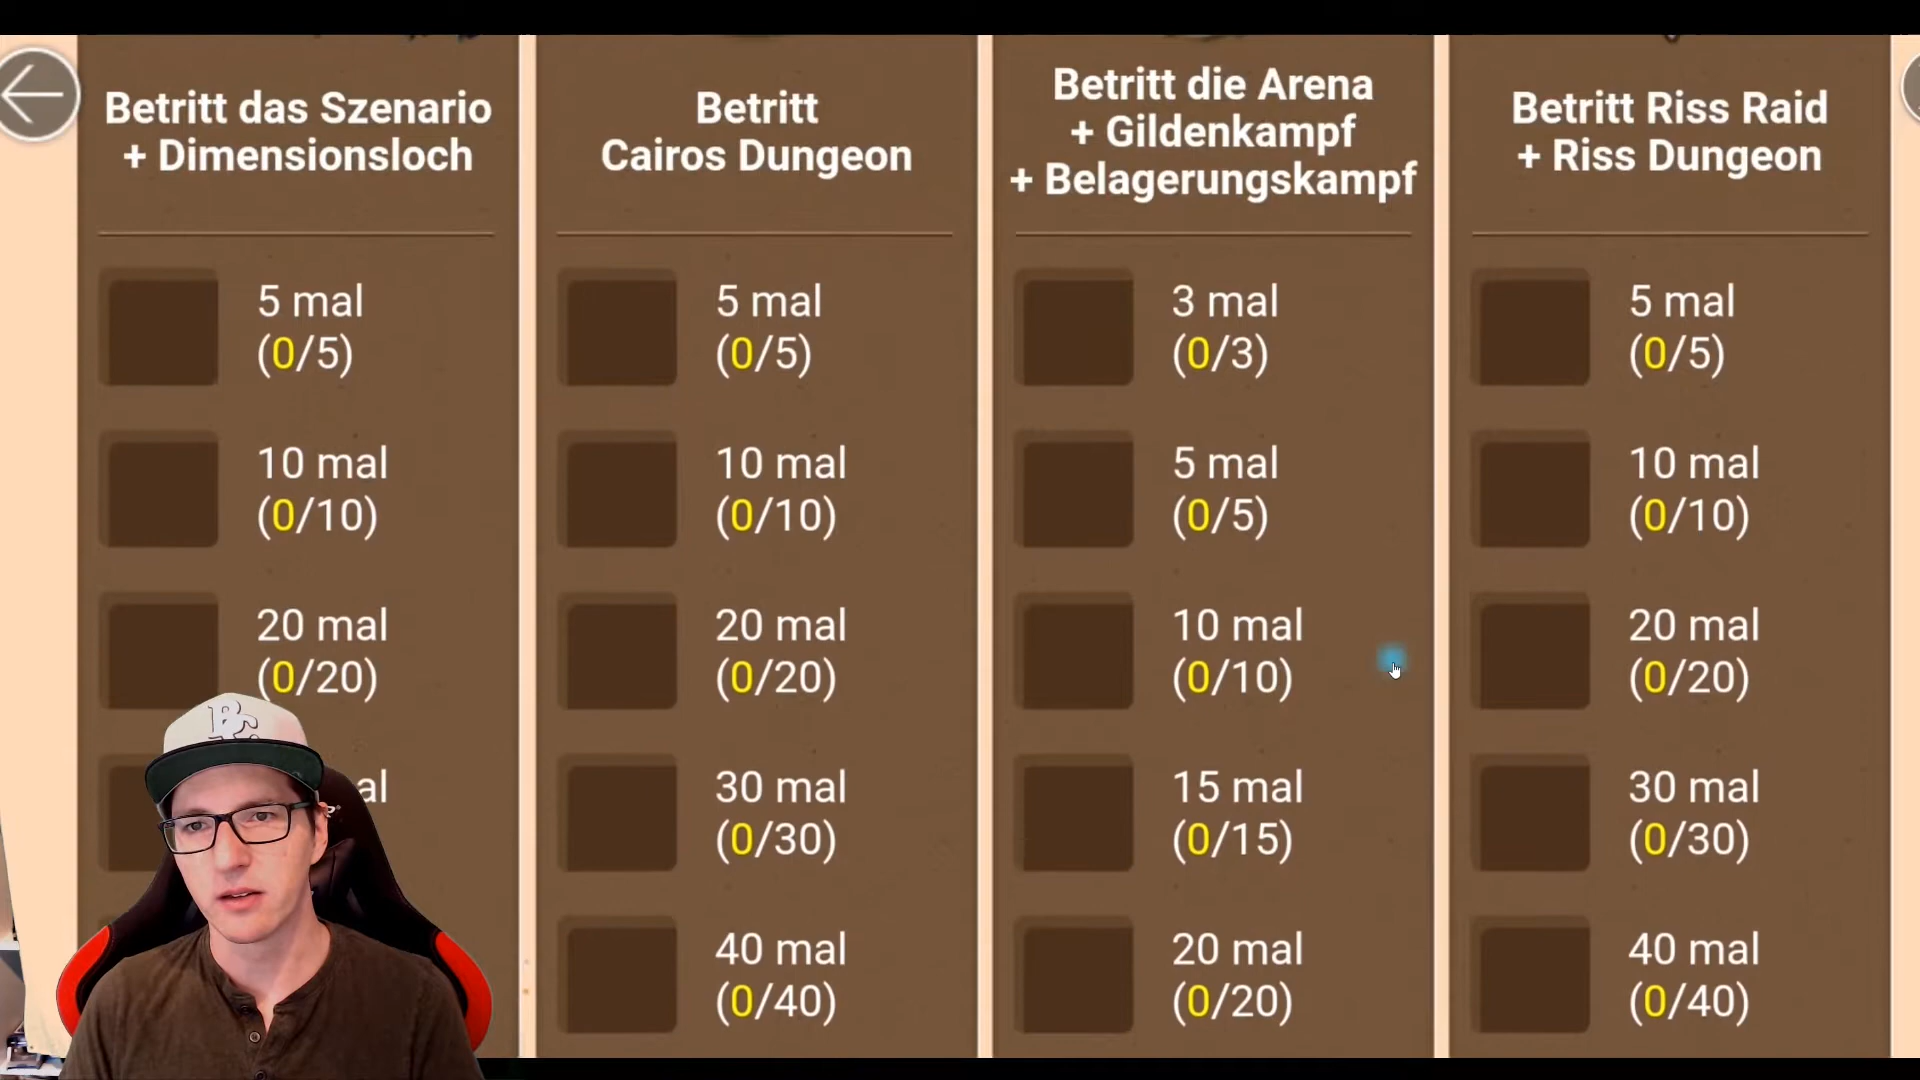 Betritt das Szenario
+ Dimensionsloch
5 mal
(0/5)
10 mal
(0/10)
20 mal
(0/20)
al
Betritt
Cairos Dungeon
5 mal
(0/5)
10 mal
(0/10)
20 mal
(0/20)
30 mal
(0/30)
40 mal
(0/40)
Betritt die Arena
+ Gildenkampf
+ Belagerungskampf
3 mal
(0/3)
5 mal
(0/5)
10 mal
(0/10)
15 mal
(0/15)
20 mal
(0/20)
Betritt Riss Raid
+ Riss Dungeon
5 mal
(0/5)
10 mal
(0/10)
20 mal
(0/20)
30 mal
(0/30)
40 mal
(0/40)